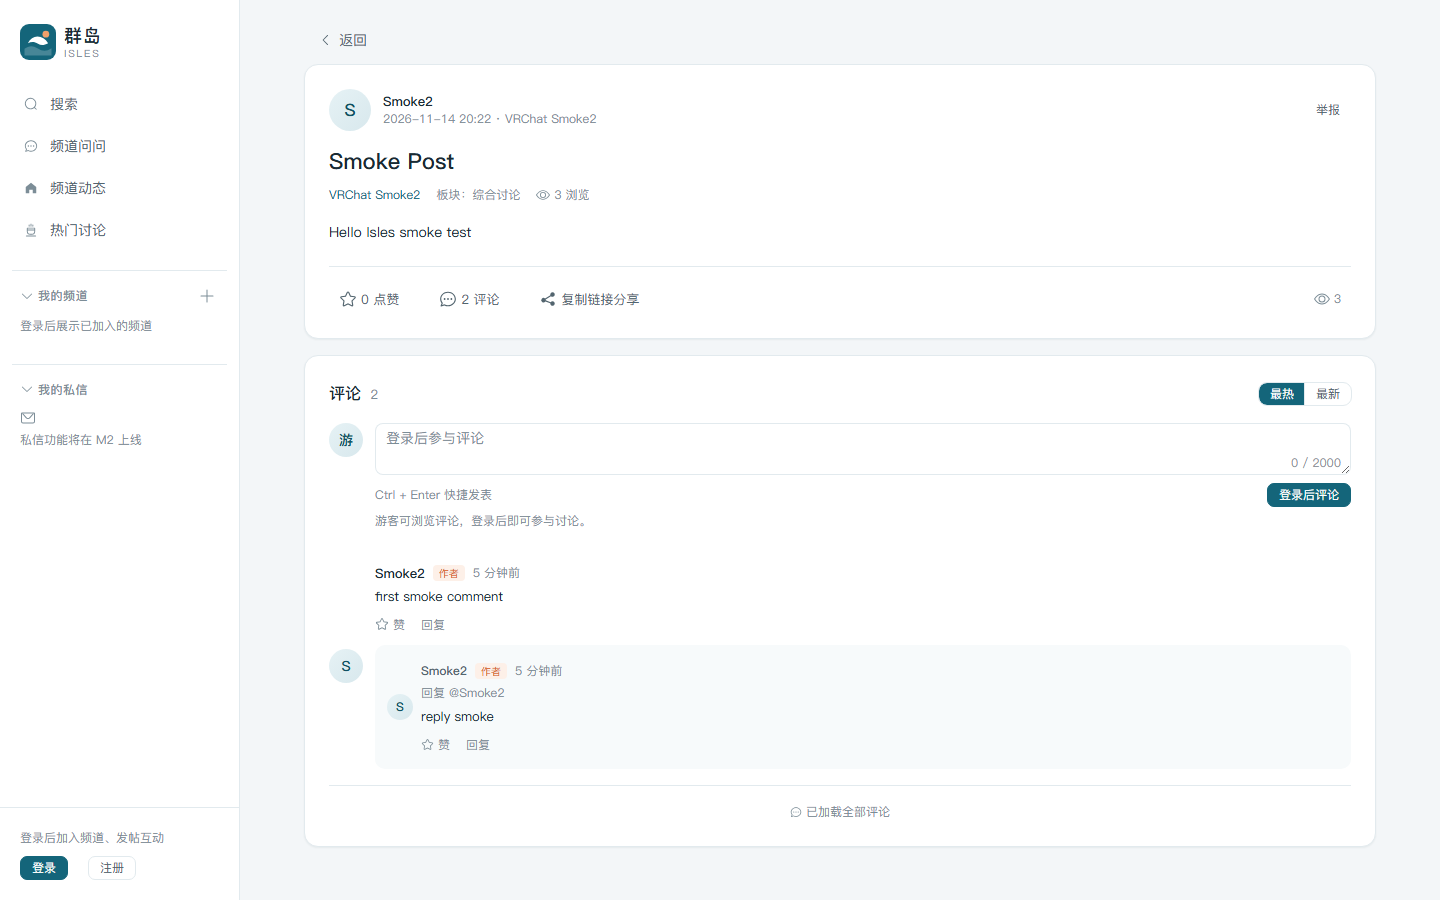 群岛
ISLES
搜索
频道问问
频道动态
热门讨论
我的频道
登录后展示已加入的频道
我的私信
私信功能将在 M2 上线
登录后加入频道、发帖互动
登录
注册
返回
S
Smoke2
2026-11-14 20:22 · VRChat Smoke2
举报
Smoke Post
VRChat Smoke2 板块：综合讨论 3 浏览
Hello Isles smoke test
0 点赞 2 评论 复制链接分享 3
评论 2
最热 最新
游
登录后参与评论
0 / 2000
Ctrl + Enter 快捷发表
登录后评论
游客可浏览评论，登录后即可参与讨论。
Smoke2 作者 5 分钟前
first smoke comment
赞 回复
S
Smoke2 作者 5 分钟前
回复 @Smoke2
S
reply smoke
赞 回复
已加载全部评论